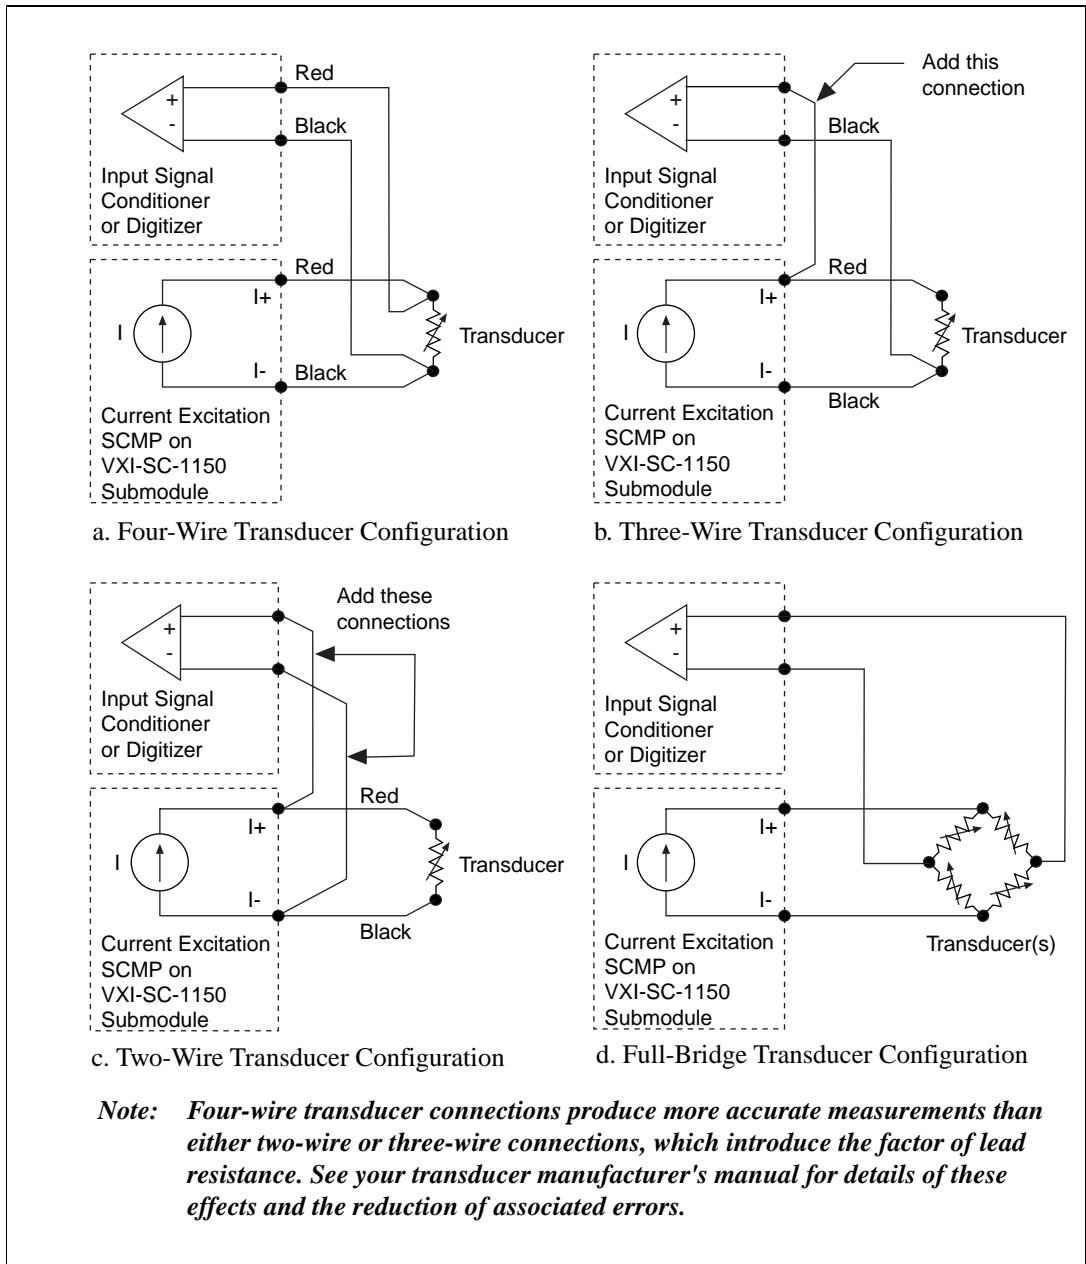 Red
+
-
Black
Input Signal
Conditioner
or Digitizer
Red
I+
I
Transducer
I-
Black
Current Excitation
SCMP on
VXI-SC-1150
Submodule
a. Four-Wire Transducer Configuration
Add this
connection
+
-
Black
Input Signal
Conditioner
or Digitizer
Red
I+
I
Transducer
I-
Black
Current Excitation
SCMP on
VXI-SC-1150
Submodule
b. Three-Wire Transducer Configuration
Add these
connections
+
-
Input Signal
Conditioner
or Digitizer
Red
I+
I
Transducer
I-
Black
Current Excitation
SCMP on
VXI-SC-1150
Submodule
c. Two-Wire Transducer Configuration
+
-
Input Signal
Conditioner
or Digitizer
I+
I
I-
Transducer(s)
Current Excitation
SCMP on
VXI-SC-1150
Submodule
d. Full-Bridge Transducer Configuration
Note: Four-wire transducer connections produce more accurate measurements than
either two-wire or three-wire connections, which introduce the factor of lead
resistance. See your transducer manufacturer's manual for details of these
effects and the reduction of associated errors.